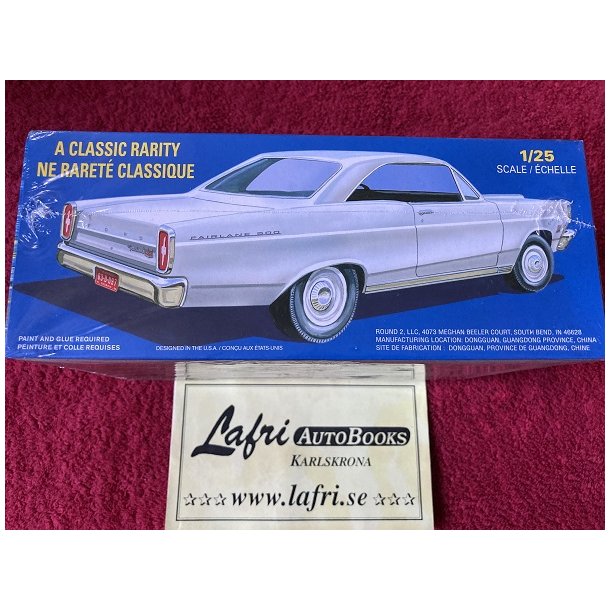 A CLASSIC RARITY
NE RARETÉ CLASSIQUE
1/25
SCALE / ÉCHELLE
FAIRLANE 500
PAINT AND GLUE REQUIRED
PEINTURE ET COLLE REQUISES
DESIGNED IN THE U.S.A. / CONÇU AUX ÉTATS-UNIS
ROUND 2, LLC, 4073 MEGHAN BEELER COURT, SOUTH BEND, IN 46628
MANUFACTURING LOCATION: DONGGUAN, GUANGDONG PROVINCE, CHINA
SITE DE FABRICATION : DONGGUAN, PROVINCE DE GUANGDONG, CHINE
Lafri AUTOBOOKS
KARLSKRONA
www.lafri.se